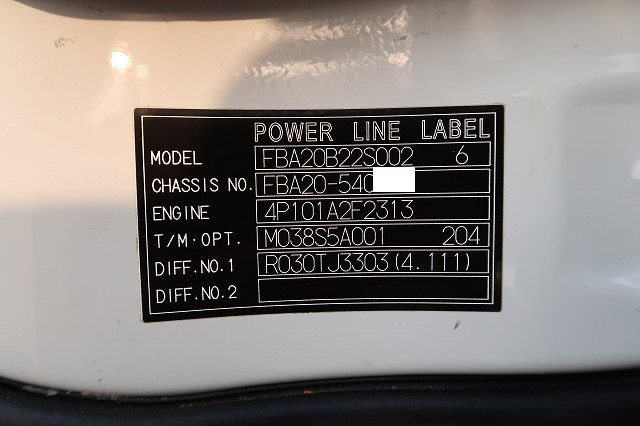 POWER LINE LABEL
MODEL FBA20B22S002 6
CHASSIS NO. FBA20-540
ENGINE 4P101A2F2313
T/M·OPT. M038S5A001 204
DIFF.NO.1 R030TJ3303(4.111)
DIFF.NO.2